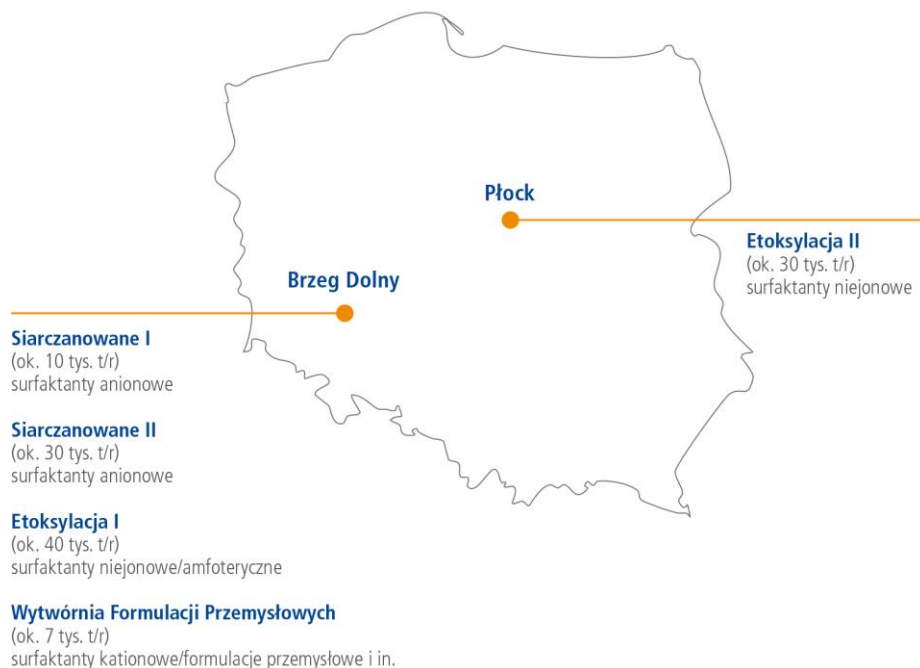 Płock
Etoksylacja II
(ok. 30 tys. t/r)
surfaktanty niejonowe
Brzeg Dolny
Siarczanowane I
(ok. 10 tys. t/r)
surfaktanty anionowe
Siarczanowane II
(ok. 30 tys. t/r)
surfaktanty anionowe
Etoksylacja I
(ok. 40 tys. t/r)
surfaktanty niejonowe/amfoteryczne
Wytwórnia Formulacji Przemysłowych
(ok. 7 tys. t/r)
surfaktanty kationowe/formulacje przemysłowe i in.